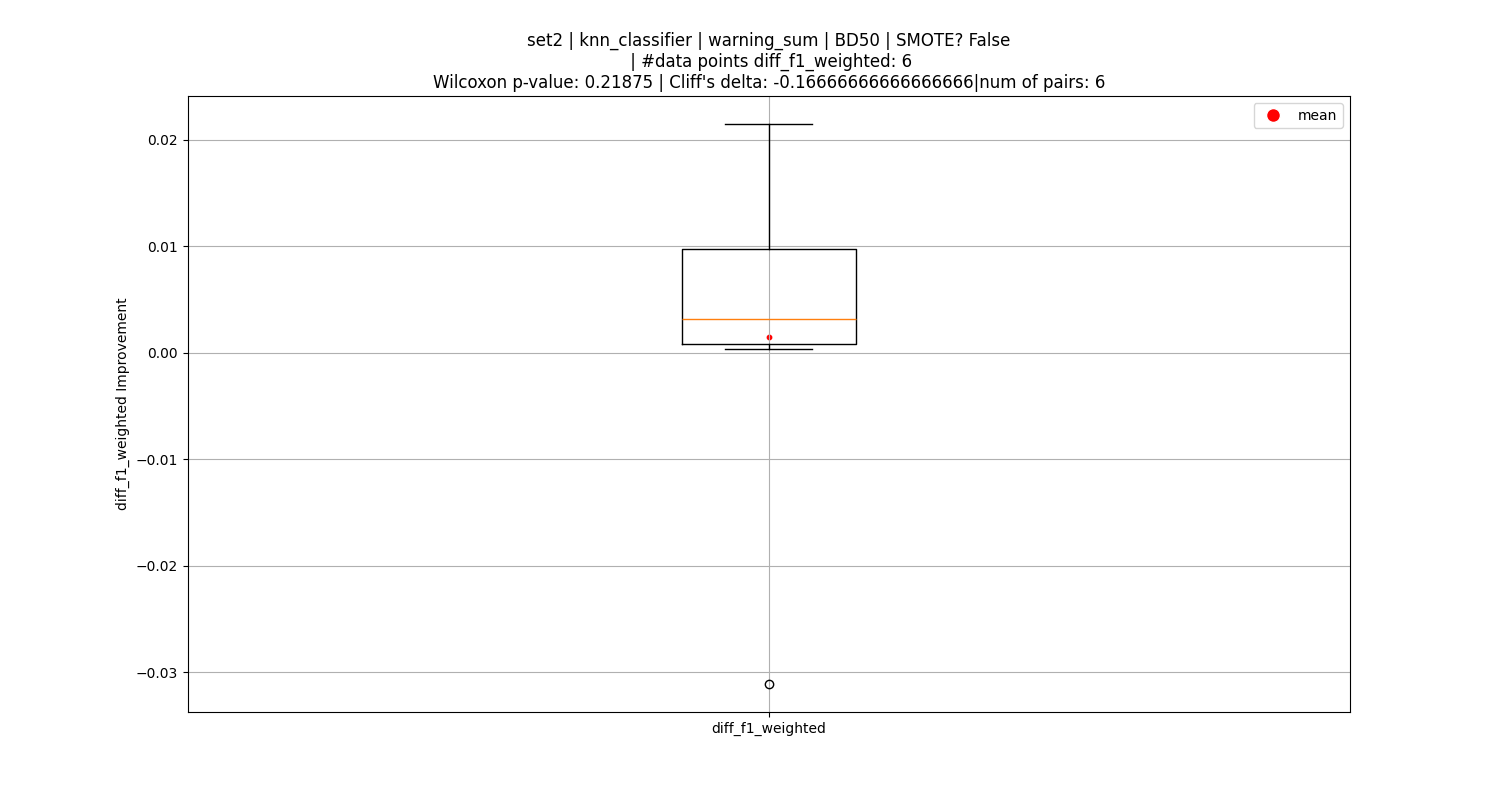 set2 | knn_classifier | warning_sum | BD50 | SMOTE? False
| #data points diff_f1_weighted: 6
Wilcoxon p-value: 0.21875 | Cliff's delta: -0.16666666666666666|num of pairs: 6
mean
0.02
0.01
0.00
−0.01
−0.02
−0.03
diff_f1_weighted Improvement
diff_f1_weighted